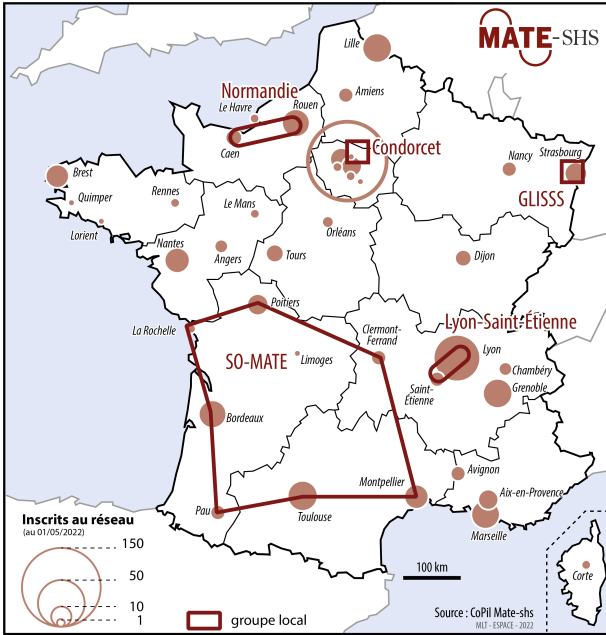 MATE-SHS
Lille
Amiens
Normandie
Le Havre
Rouen
Caen
Condorcet
Nancy
Strasbourg
GLISSS
Brest
Quimper
Lorient
Rennes
Le Mans
Orléans
Nantes
Angers
Tours
Dijon
Poitiers
La Rochelle
Lyon-Saint-Étienne
Clermont-
Ferrand
Lyon
SO-MATE
Limoges
Saint-
Étienne
Chambéry
Grenoble
Bordeaux
Avignon
Montpellier
Aix-en-Provence
Pau
Toulouse
Marseille
Corte
Inscrits au réseau
(au 01/05/2022)
150
50
10
1
groupe local
100 km
Source : CoPil Mate-shs
MLT - ESPACE - 2022